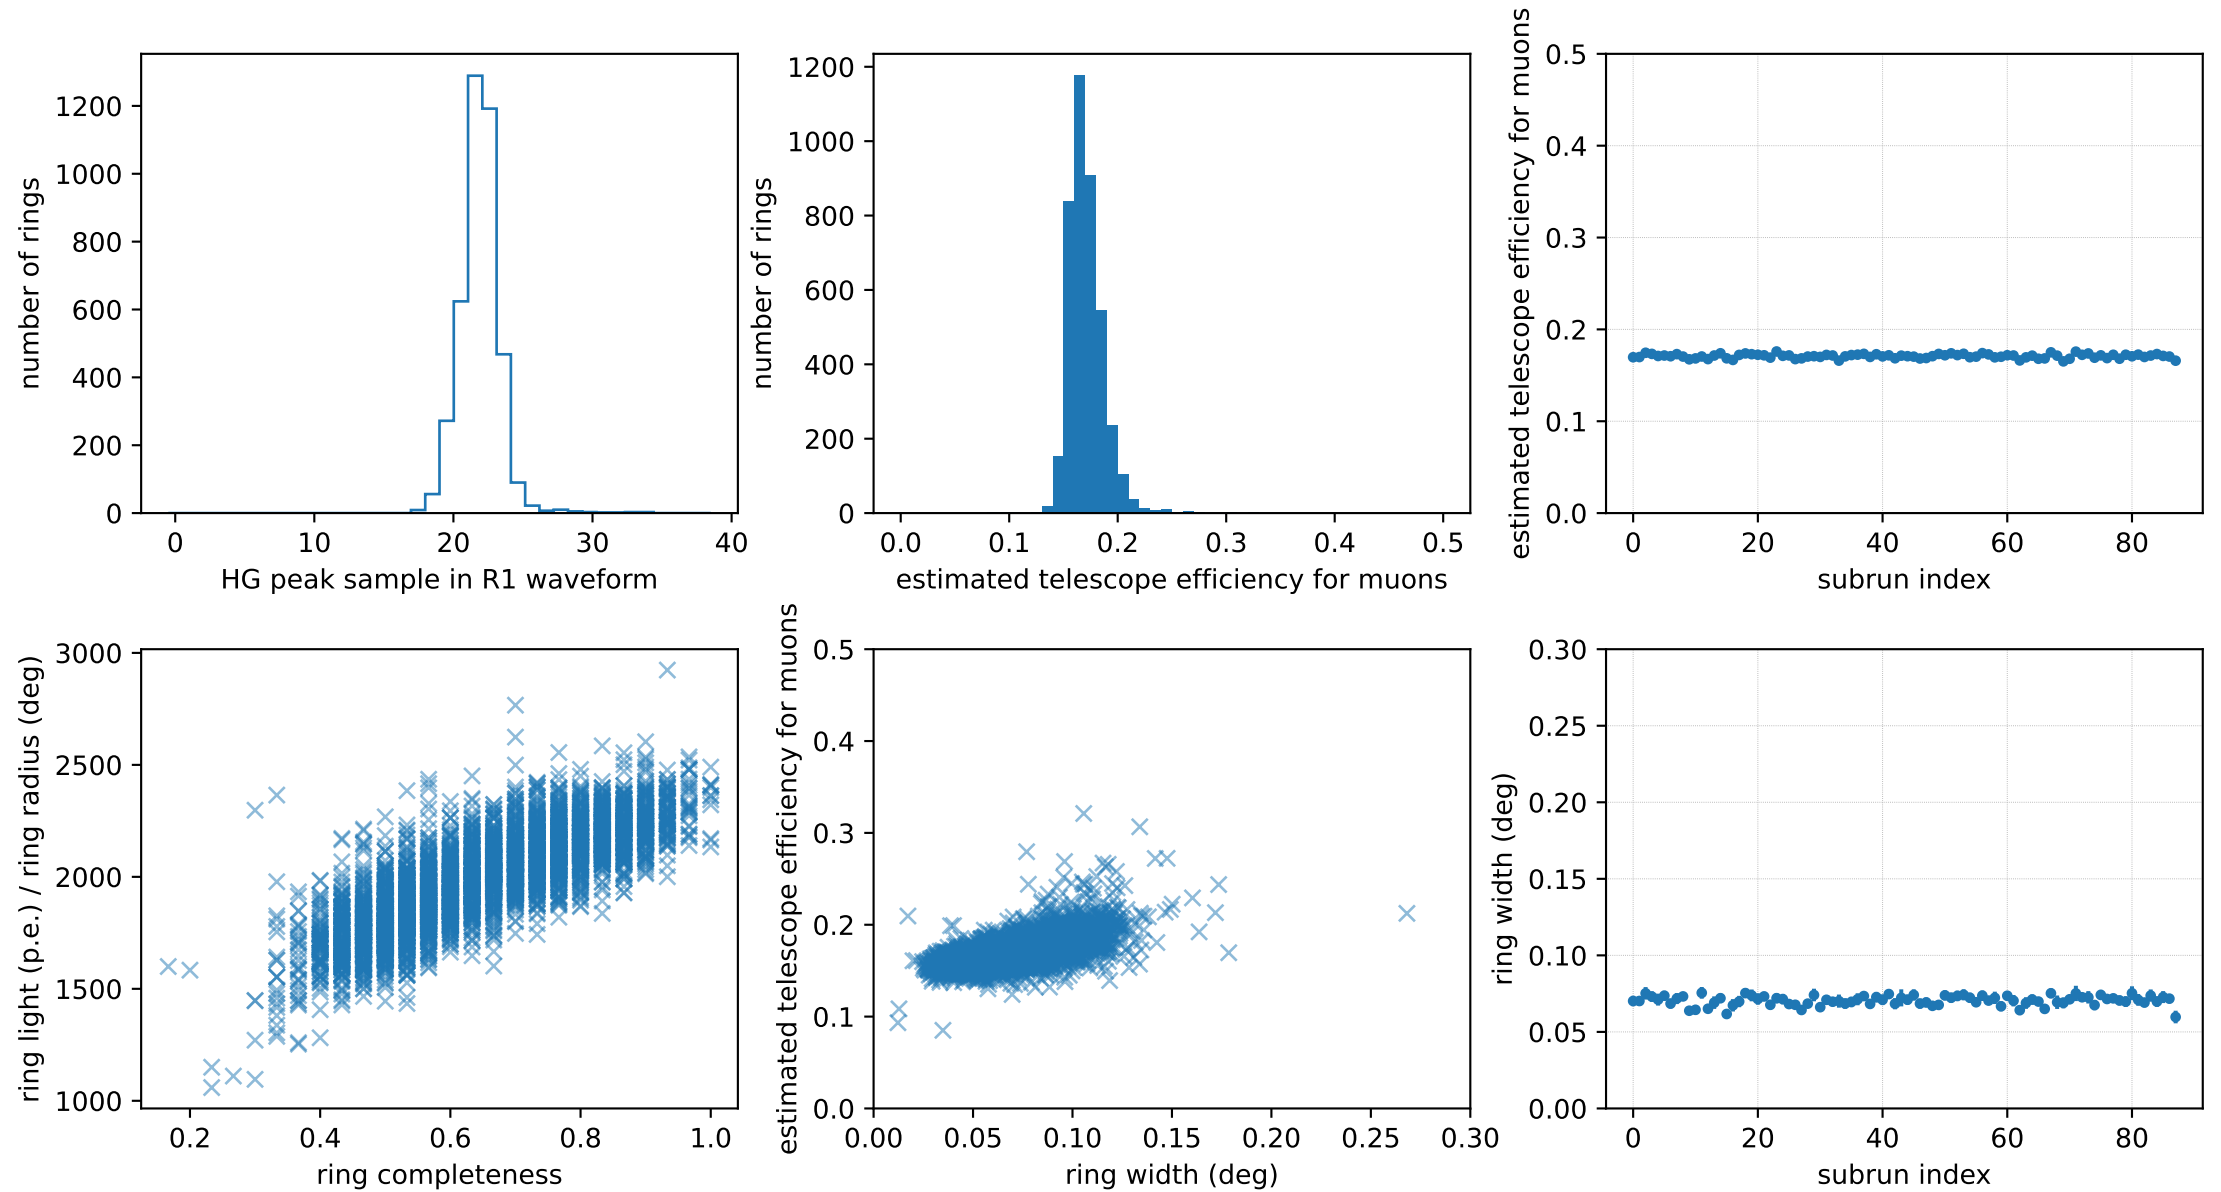 number of rings
1200
1000
800
600
400
200
0
0 10 20 30 40
HG peak sample in R1 waveform
number of rings
1200
1000
800
600
400
200
0
0.0 0.1 0.2 0.3 0.4 0.5
estimated telescope efficiency for muons
estimated telescope efficiency for muons
0.5
0.4
0.3
0.2
0.1
0.0
0 20 40 60 80
subrun index
ring light (p.e.) / ring radius (deg)
3000
2500
2000
1500
1000
0.2 0.4 0.6 0.8 1.0
ring completeness
estimated telescope efficiency for muons
0.5
0.4
0.3
0.2
0.1
0.0
0.00 0.05 0.10 0.15 0.20 0.25 0.30
ring width (deg)
ring width (deg)
0.30
0.25
0.20
0.15
0.10
0.05
0.00
0 20 40 60 80
subrun index